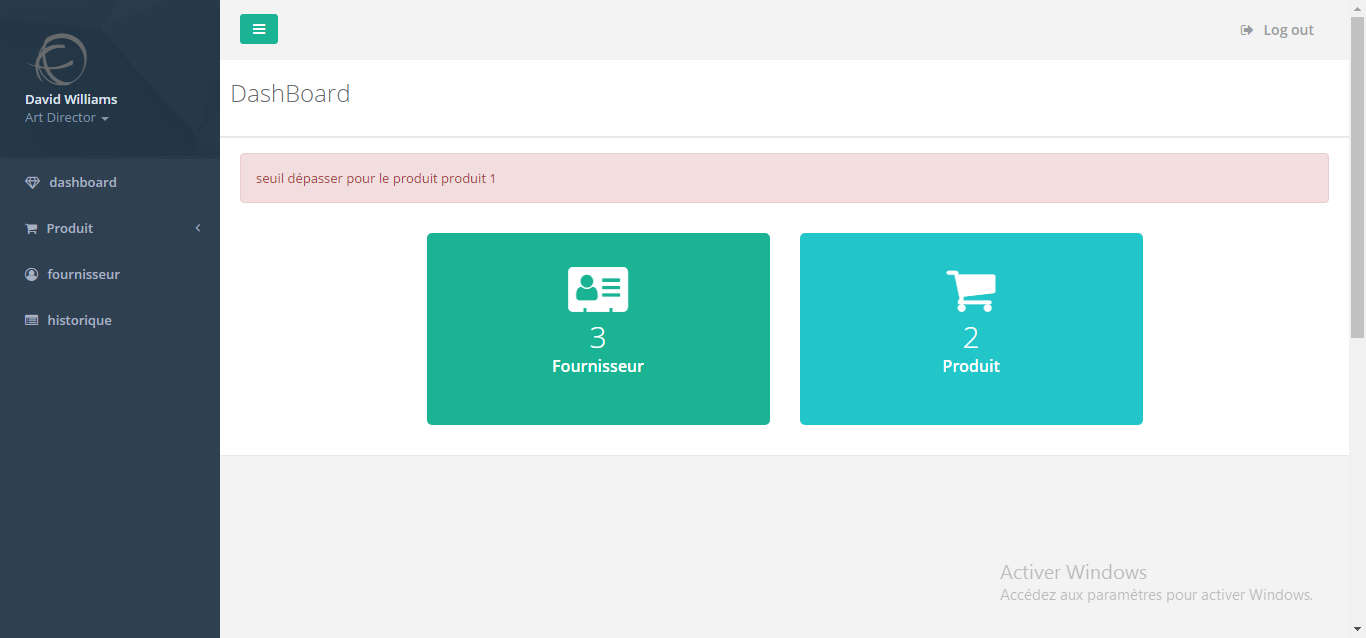 Log out
David Williams
Art Director
DashBoard
dashboard
Produit
fournisseur
historique
seuil dépasser pour le produit produit 1
3
Fournisseur
2
Produit
Activer Windows
Accédez aux paramètres pour activer Windows.